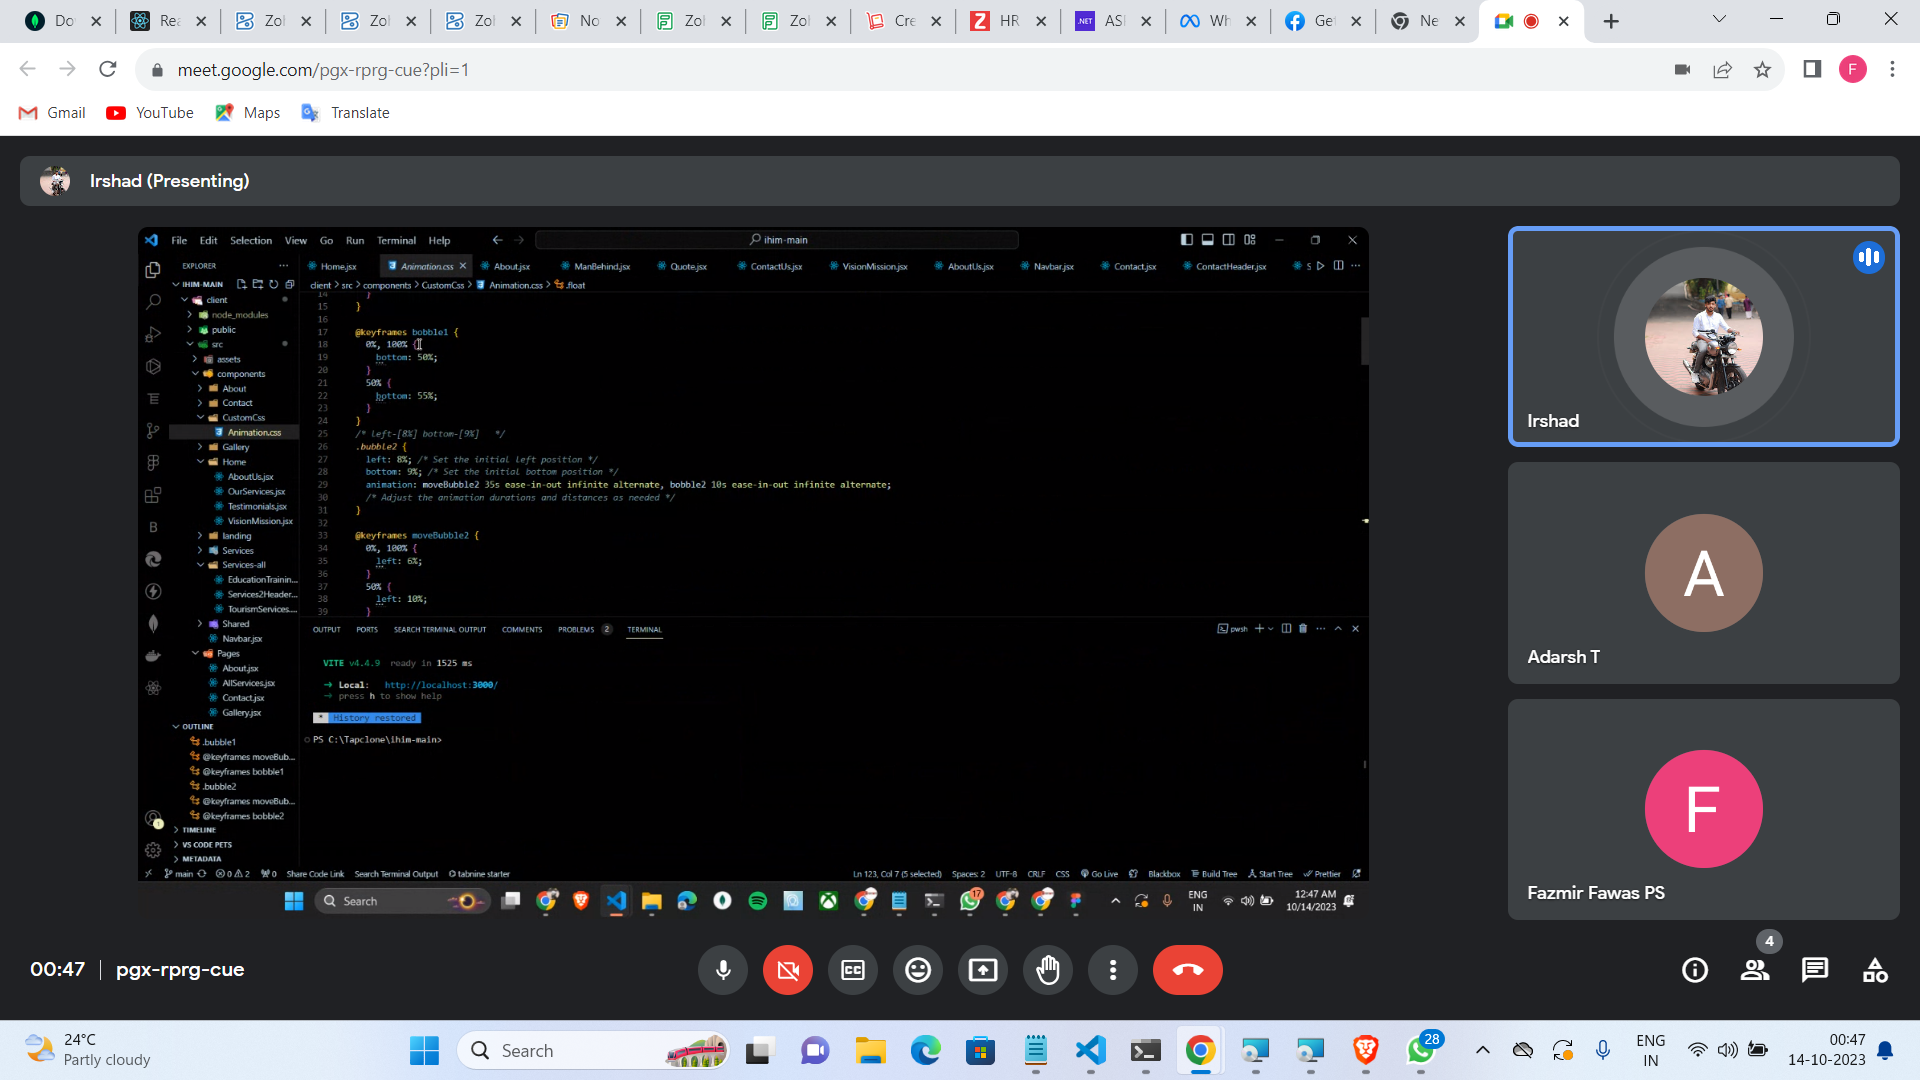 Do
Rea
Zol
Zol
Zol
No
Zol
Zol
Cre
HR
ASI
Wh
Get
Ne
meet.google.com/pgx-rprg-cue?pli=1
F
Gmail
YouTube
Maps
Translate
Irshad (Presenting)
File Edit Selection View Go Run Terminal Help
ihim-main
EXPLORER
Home.jsx
Animation.css
About.jsx
ManBehind.jsx
Quote.jsx
ContactUs.jsx
VisionMission.jsx
AboutUs.jsx
Navbar.jsx
Contact.jsx
ContactHeader.jsx
S
client > src > components > CustomCss > Animation.css > .float
IHIM-MAIN
client
node_modules
public
src
assets
components
About
Contact
CustomCss
Animation.css
Gallery
Home
AboutUs.jsx
OurServices.jsx
Testimonials.jsx
VisionMission.jsx
landing
Services
Services-all
EducationTrainin...
Services2Header...
TourismServices....
Shared
Navbar.jsx
Pages
About.jsx
AllServices.jsx
Contact.jsx
Gallery.jsx
OUTLINE
.bubble1
@keyframes moveBub...
@keyframes bobble1
.bubble2
@keyframes moveBub...
@keyframes bobble2
TIMELINE
VS CODE PETS
METADATA
14 }
15 }
16
17 @keyframes bobble1 {
18 0%, 100% {
19 bottom: 50%;
20 }
21 50% {
22 bottom: 55%;
23 }
24 }
25 /* left-[8%] bottom-[9%] */
26 .bubble2 {
27 left: 8%; /* Set the initial left position */
28 bottom: 9%; /* Set the initial bottom position */
29 animation: moveBubble2 35s ease-in-out infinite alternate, bobble2 10s ease-in-out infinite alternate;
30 /* Adjust the animation durations and distances as needed */
31 }
32
33 @keyframes moveBubble2 {
34 0%, 100% {
35 left: 6%;
36 }
37 50% {
38 left: 10%;
39 }
OUTPUT PORTS SEARCH TERMINAL OUTPUT COMMENTS PROBLEMS 2 TERMINAL
pwsh
VITE v4.4.9 ready in 1525 ms
➜ Local: http://localhost:3000/
➜ press h to show help
* History restored
PS C:\Tapclone\ihim-main>
main 0 2 0 Share Code Link Search Terminal Output tabnine starter
Ln 123, Col 7 (5 selected) Spaces: 2 UTF-8 CRLF CSS Go Live Blackbox Build Tree Start Tree Prettier
Search
17
ENG
IN
12:47 AM
10/14/2023
Irshad
A
Adarsh T
F
Fazmir Fawas PS
00:47 | pgx-rprg-cue
4
24°C
Partly cloudy
Search
28
ENG
IN
00:47
14-10-2023